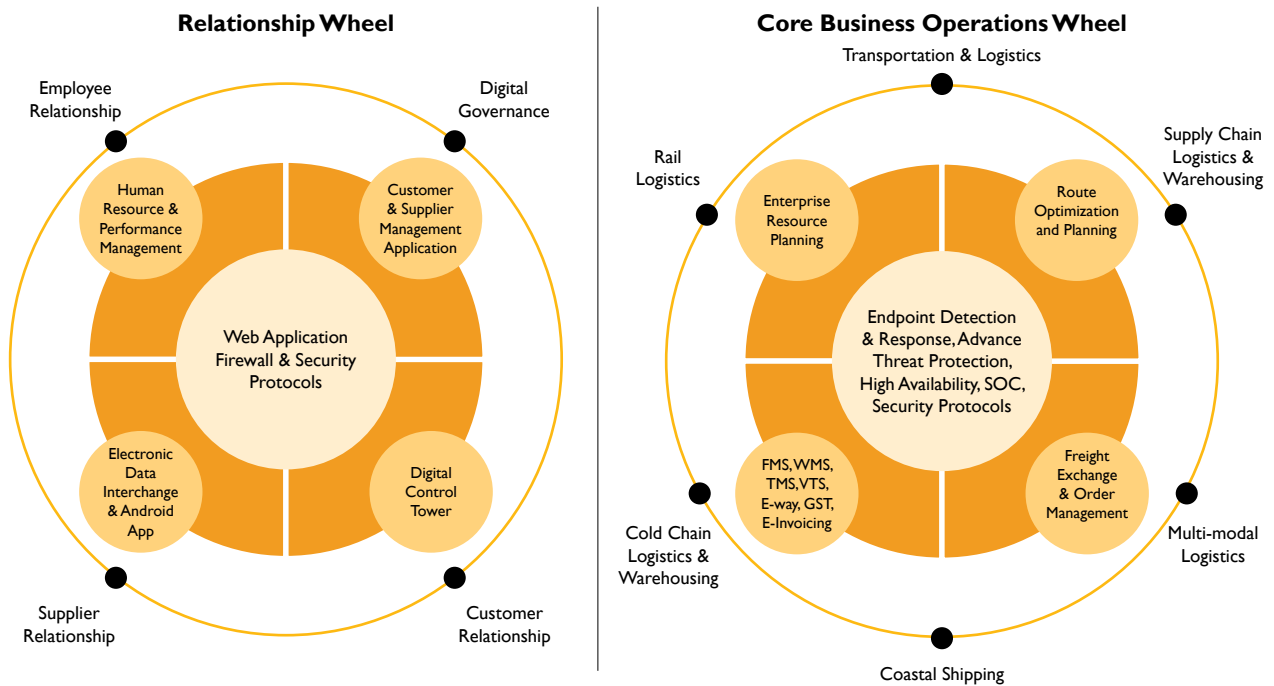 Relationship Wheel
Employee
Relationship
Digital
Governance
Human
Resource &
Performance
Management
Customer
& Supplier
Management
Application
Web Application
Firewall & Security
Protocols
Electronic
Data
Interchange
& Android
App
Digital
Control
Tower
Supplier
Relationship
Customer
Relationship
Core Business Operations Wheel
Transportation & Logistics
Rail
Logistics
Supply Chain
Logistics &
Warehousing
Enterprise
Resource
Planning
Route
Optimization
and Planning
Endpoint Detection
& Response, Advance
Threat Protection,
High Availability, SOC,
Security Protocols
FMS, WMS,
TMS, VTS,
E-way, GST,
E-Invoicing
Freight
Exchange
& Order
Management
Cold Chain
Logistics &
Warehousing
Multi-modal
Logistics
Coastal Shipping